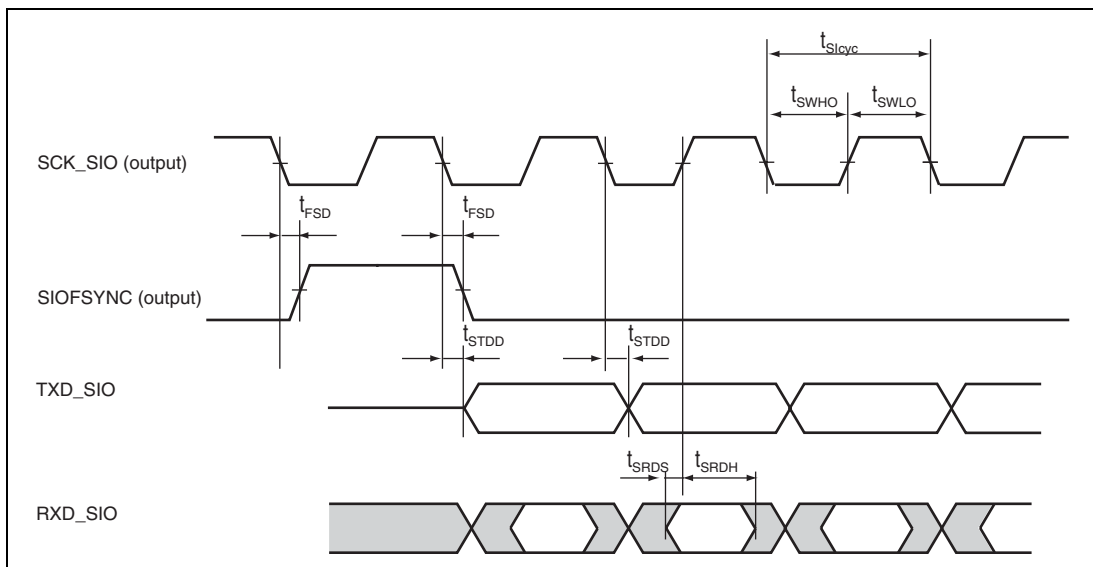 tSIcyc
tSWHO tSWLO
SCK_SIO (output)
tFSD tFSD
SIOFSYNC (output)
tSTDD tSTDD
TXD_SIO
tSRDS tSRDH
RXD_SIO